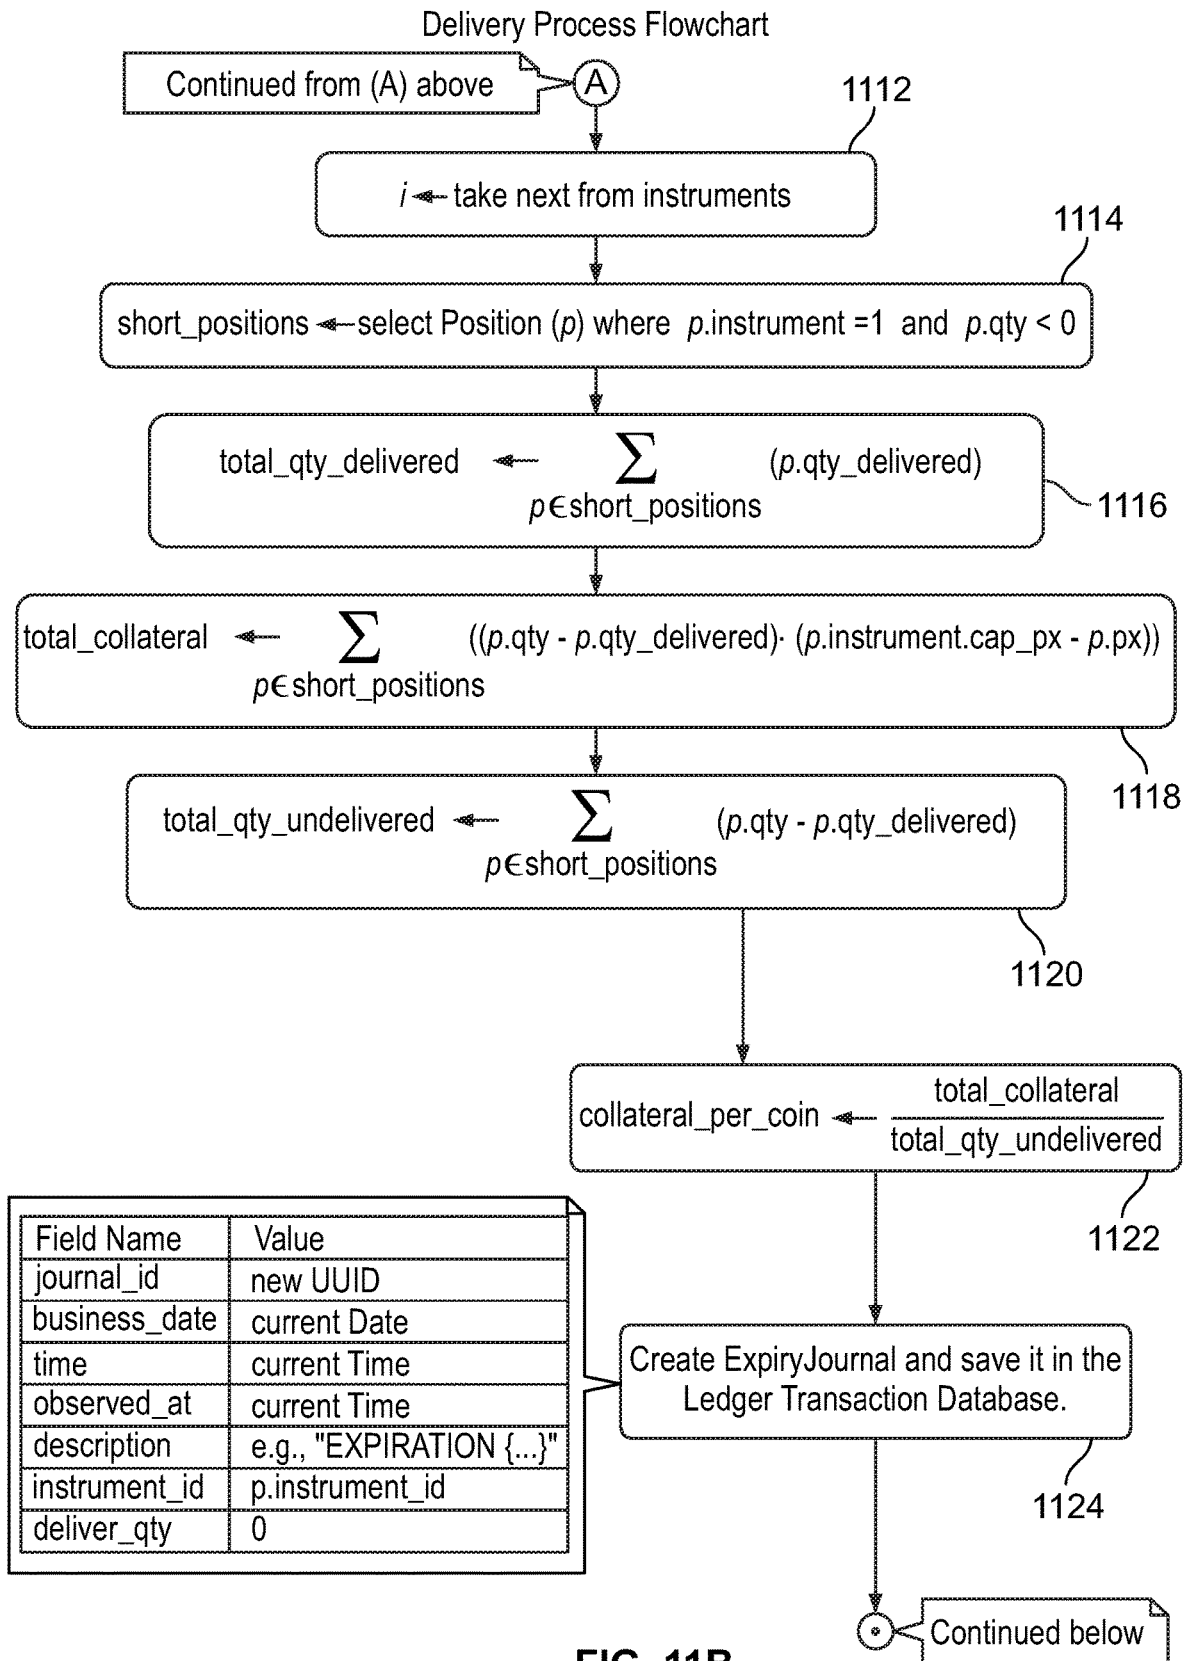 Delivery Process Flowchart
Continued from (A) above
A
1112
i ← take next from instruments
1114
short_positions ← select Position (p) where p.instrument =1 and p.qty < 0
total_qty_delivered ← ∑ (p.qty_delivered)
p∈short_positions
1116
total_collateral ← ∑ ((p.qty - p.qty_delivered)· (p.instrument.cap_px - p.px))
p∈short_positions
1118
total_qty_undelivered ← ∑ (p.qty - p.qty_delivered)
p∈short_positions
1120
total_collateral
collateral_per_coin ←
total_qty_undelivered
1122
Field Name Value
journal_id new UUID
business_date current Date
time current Time
observed_at current Time
description e.g., "EXPIRATION {...}"
instrument_id p.instrument_id
deliver_qty 0
Create ExpiryJournal and save it in the
Ledger Transaction Database.
1124
Continued below
FIG. 11B